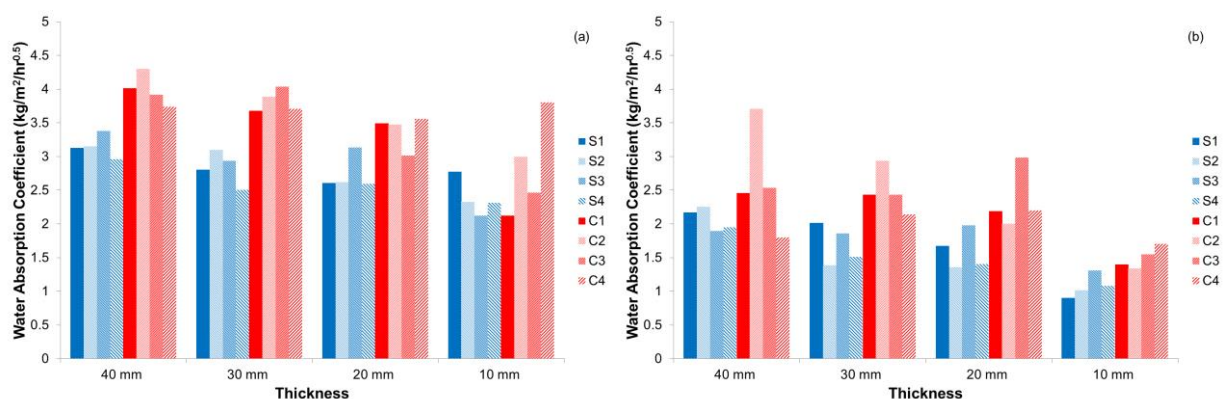 Water Absorption Coefficient (kg/m²/hr⁰·⁵)
5
4.5
4
3.5
3
2.5
2
1.5
1
0.5
0
40 mm
30 mm
20 mm
10 mm
Thickness
(a)
S1
S2
S3
S4
C1
C2
C3
C4
Water Absorption Coefficient (kg/m²/hr⁰·⁵)
5
4.5
4
3.5
3
2.5
2
1.5
1
0.5
0
40 mm
30 mm
20 mm
10 mm
Thickness
(b)
S1
S2
S3
S4
C1
C2
C3
C4